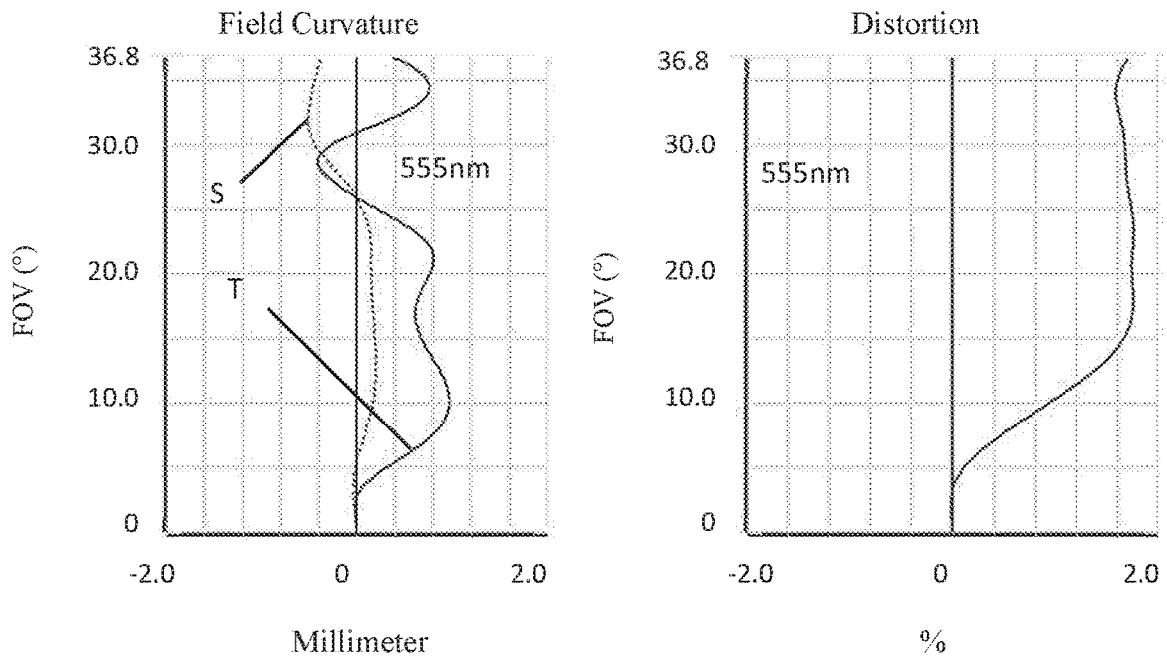 Field Curvature
36.8
30.0
20.0
10.0
0
FOV (°)
S
T
555nm
-2.0
0
2.0
Millimeter
Distortion
36.8
30.0
20.0
10.0
0
FOV (°)
555nm
-2.0
0
2.0
%